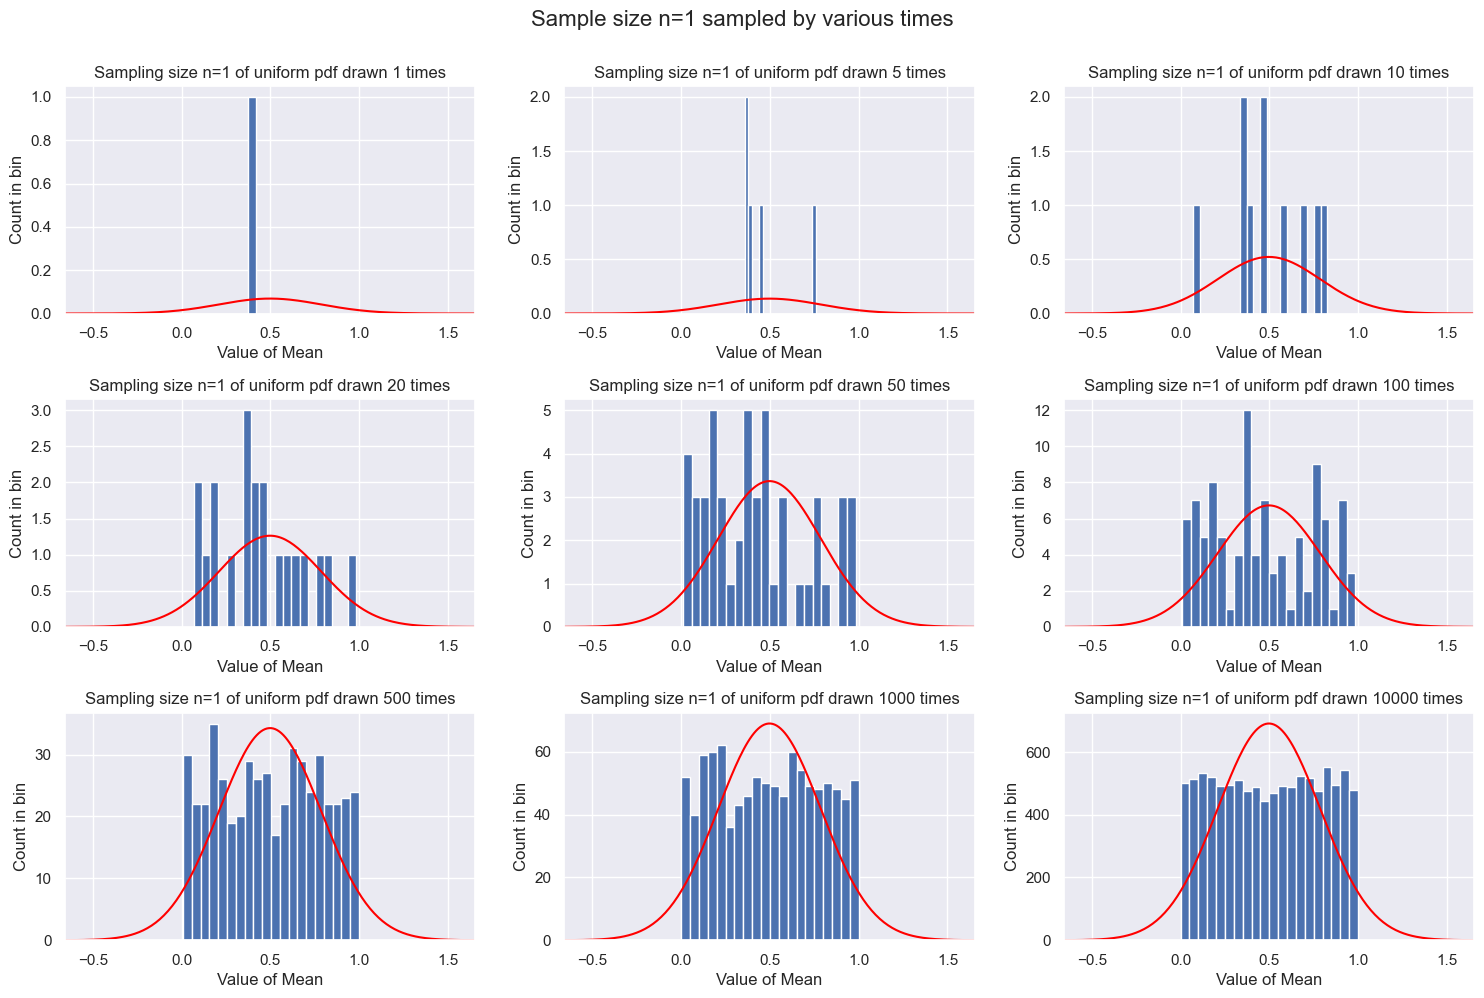 Sample size n=1 sampled by various times
Sampling size n=1 of uniform pdf drawn 1 times
1.0
0.8
0.6
0.4
0.2
0.0
Count in bin
−0.5 0.0 0.5 1.0 1.5
Value of Mean
Sampling size n=1 of uniform pdf drawn 5 times
2.0
1.5
1.0
0.5
0.0
Count in bin
−0.5 0.0 0.5 1.0 1.5
Value of Mean
Sampling size n=1 of uniform pdf drawn 10 times
2.0
1.5
1.0
0.5
0.0
Count in bin
−0.5 0.0 0.5 1.0 1.5
Value of Mean
Sampling size n=1 of uniform pdf drawn 20 times
3.0
2.5
2.0
1.5
1.0
0.5
0.0
Count in bin
−0.5 0.0 0.5 1.0 1.5
Value of Mean
Sampling size n=1 of uniform pdf drawn 50 times
5
4
3
2
1
0
Count in bin
−0.5 0.0 0.5 1.0 1.5
Value of Mean
Sampling size n=1 of uniform pdf drawn 100 times
12
10
8
6
4
2
0
Count in bin
−0.5 0.0 0.5 1.0 1.5
Value of Mean
Sampling size n=1 of uniform pdf drawn 500 times
30
20
10
0
Count in bin
−0.5 0.0 0.5 1.0 1.5
Value of Mean
Sampling size n=1 of uniform pdf drawn 1000 times
60
40
20
0
Count in bin
−0.5 0.0 0.5 1.0 1.5
Value of Mean
Sampling size n=1 of uniform pdf drawn 10000 times
600
400
200
0
Count in bin
−0.5 0.0 0.5 1.0 1.5
Value of Mean